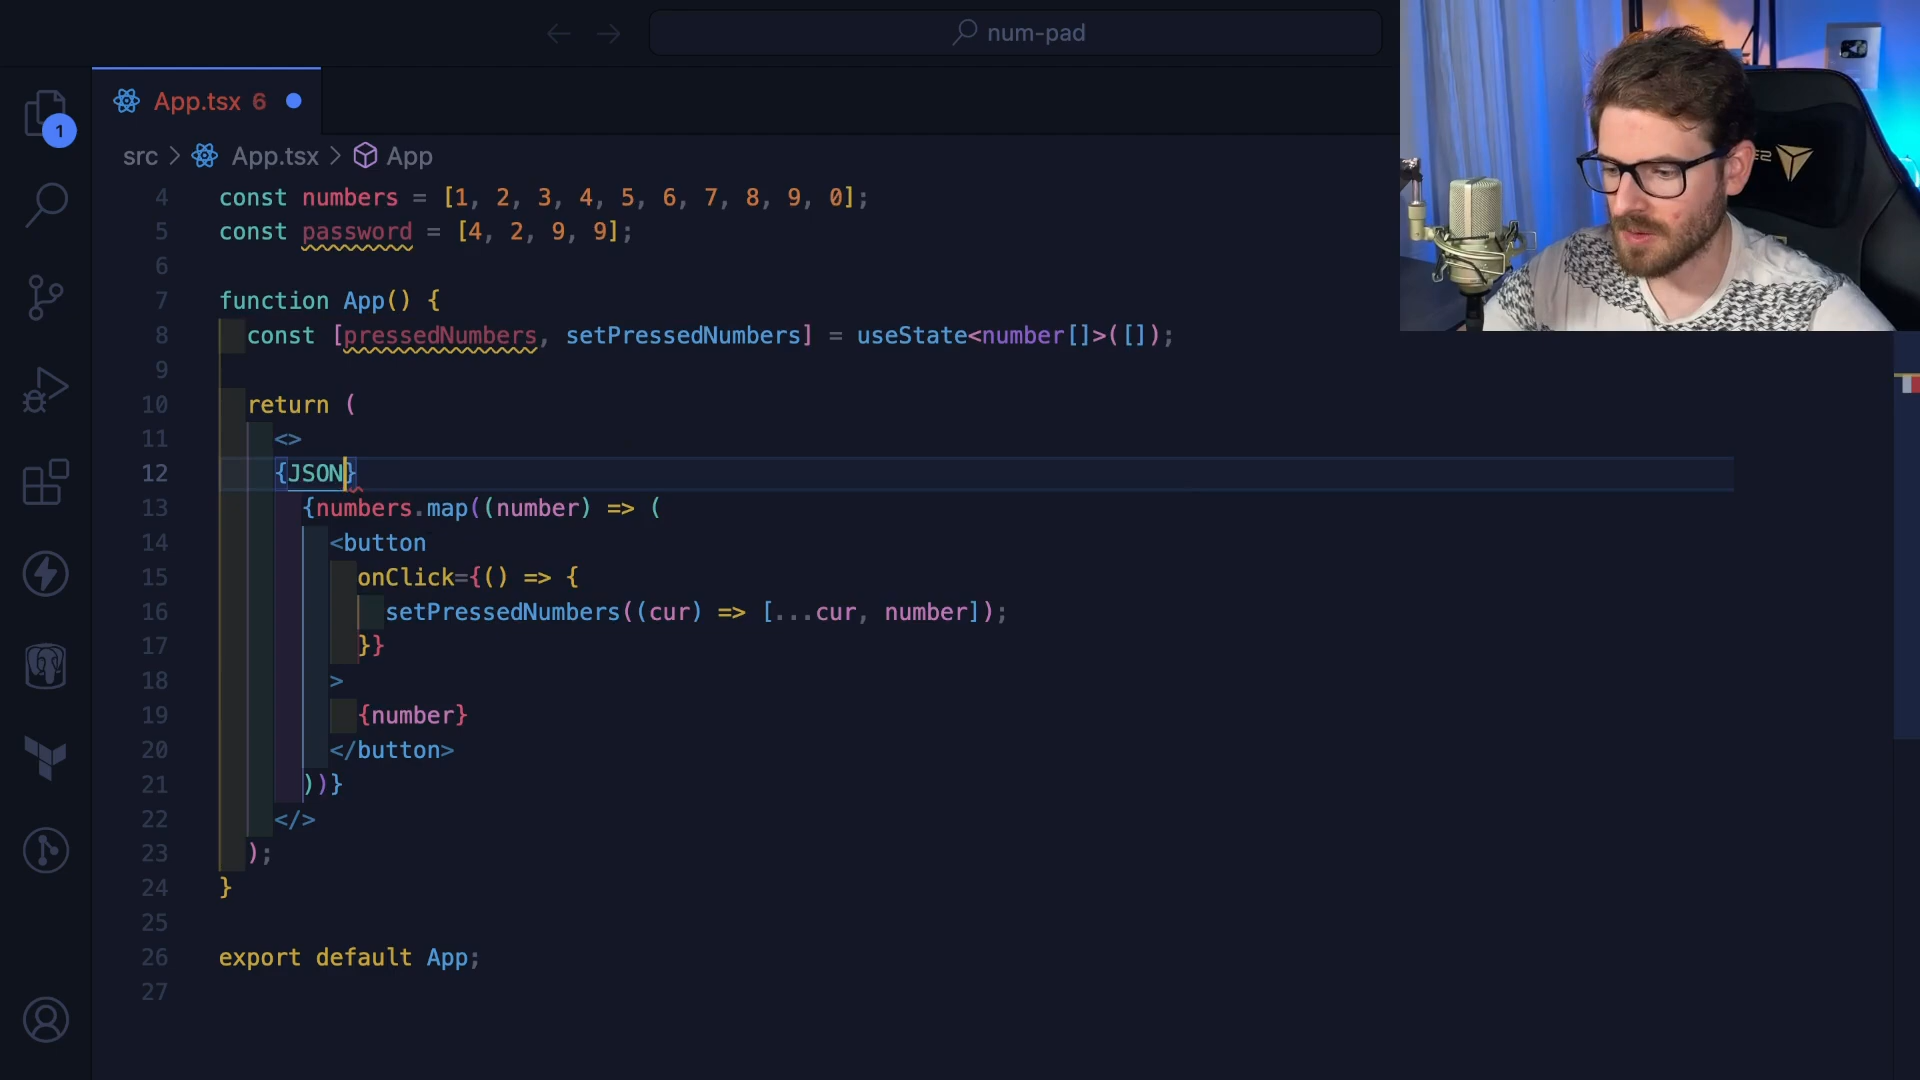 num-pad
App.tsx 6
1
src > App.tsx > App
4 const numbers = [1, 2, 3, 4, 5, 6, 7, 8, 9, 0];
5 const password = [4, 2, 9, 9];
6
7 function App() {
8 const [pressedNumbers, setPressedNumbers] = useState<number[]>([]);
9
10 return (
11 <>
12 {JSON}
13 {numbers.map((number) => (
14 <button
15 onClick={() => {
16 setPressedNumbers((cur) => [...cur, number]);
17 }}
18 >
19 {number}
20 </button>
21 ))}
22 </>
23 );
24 }
25
26 export default App;
27